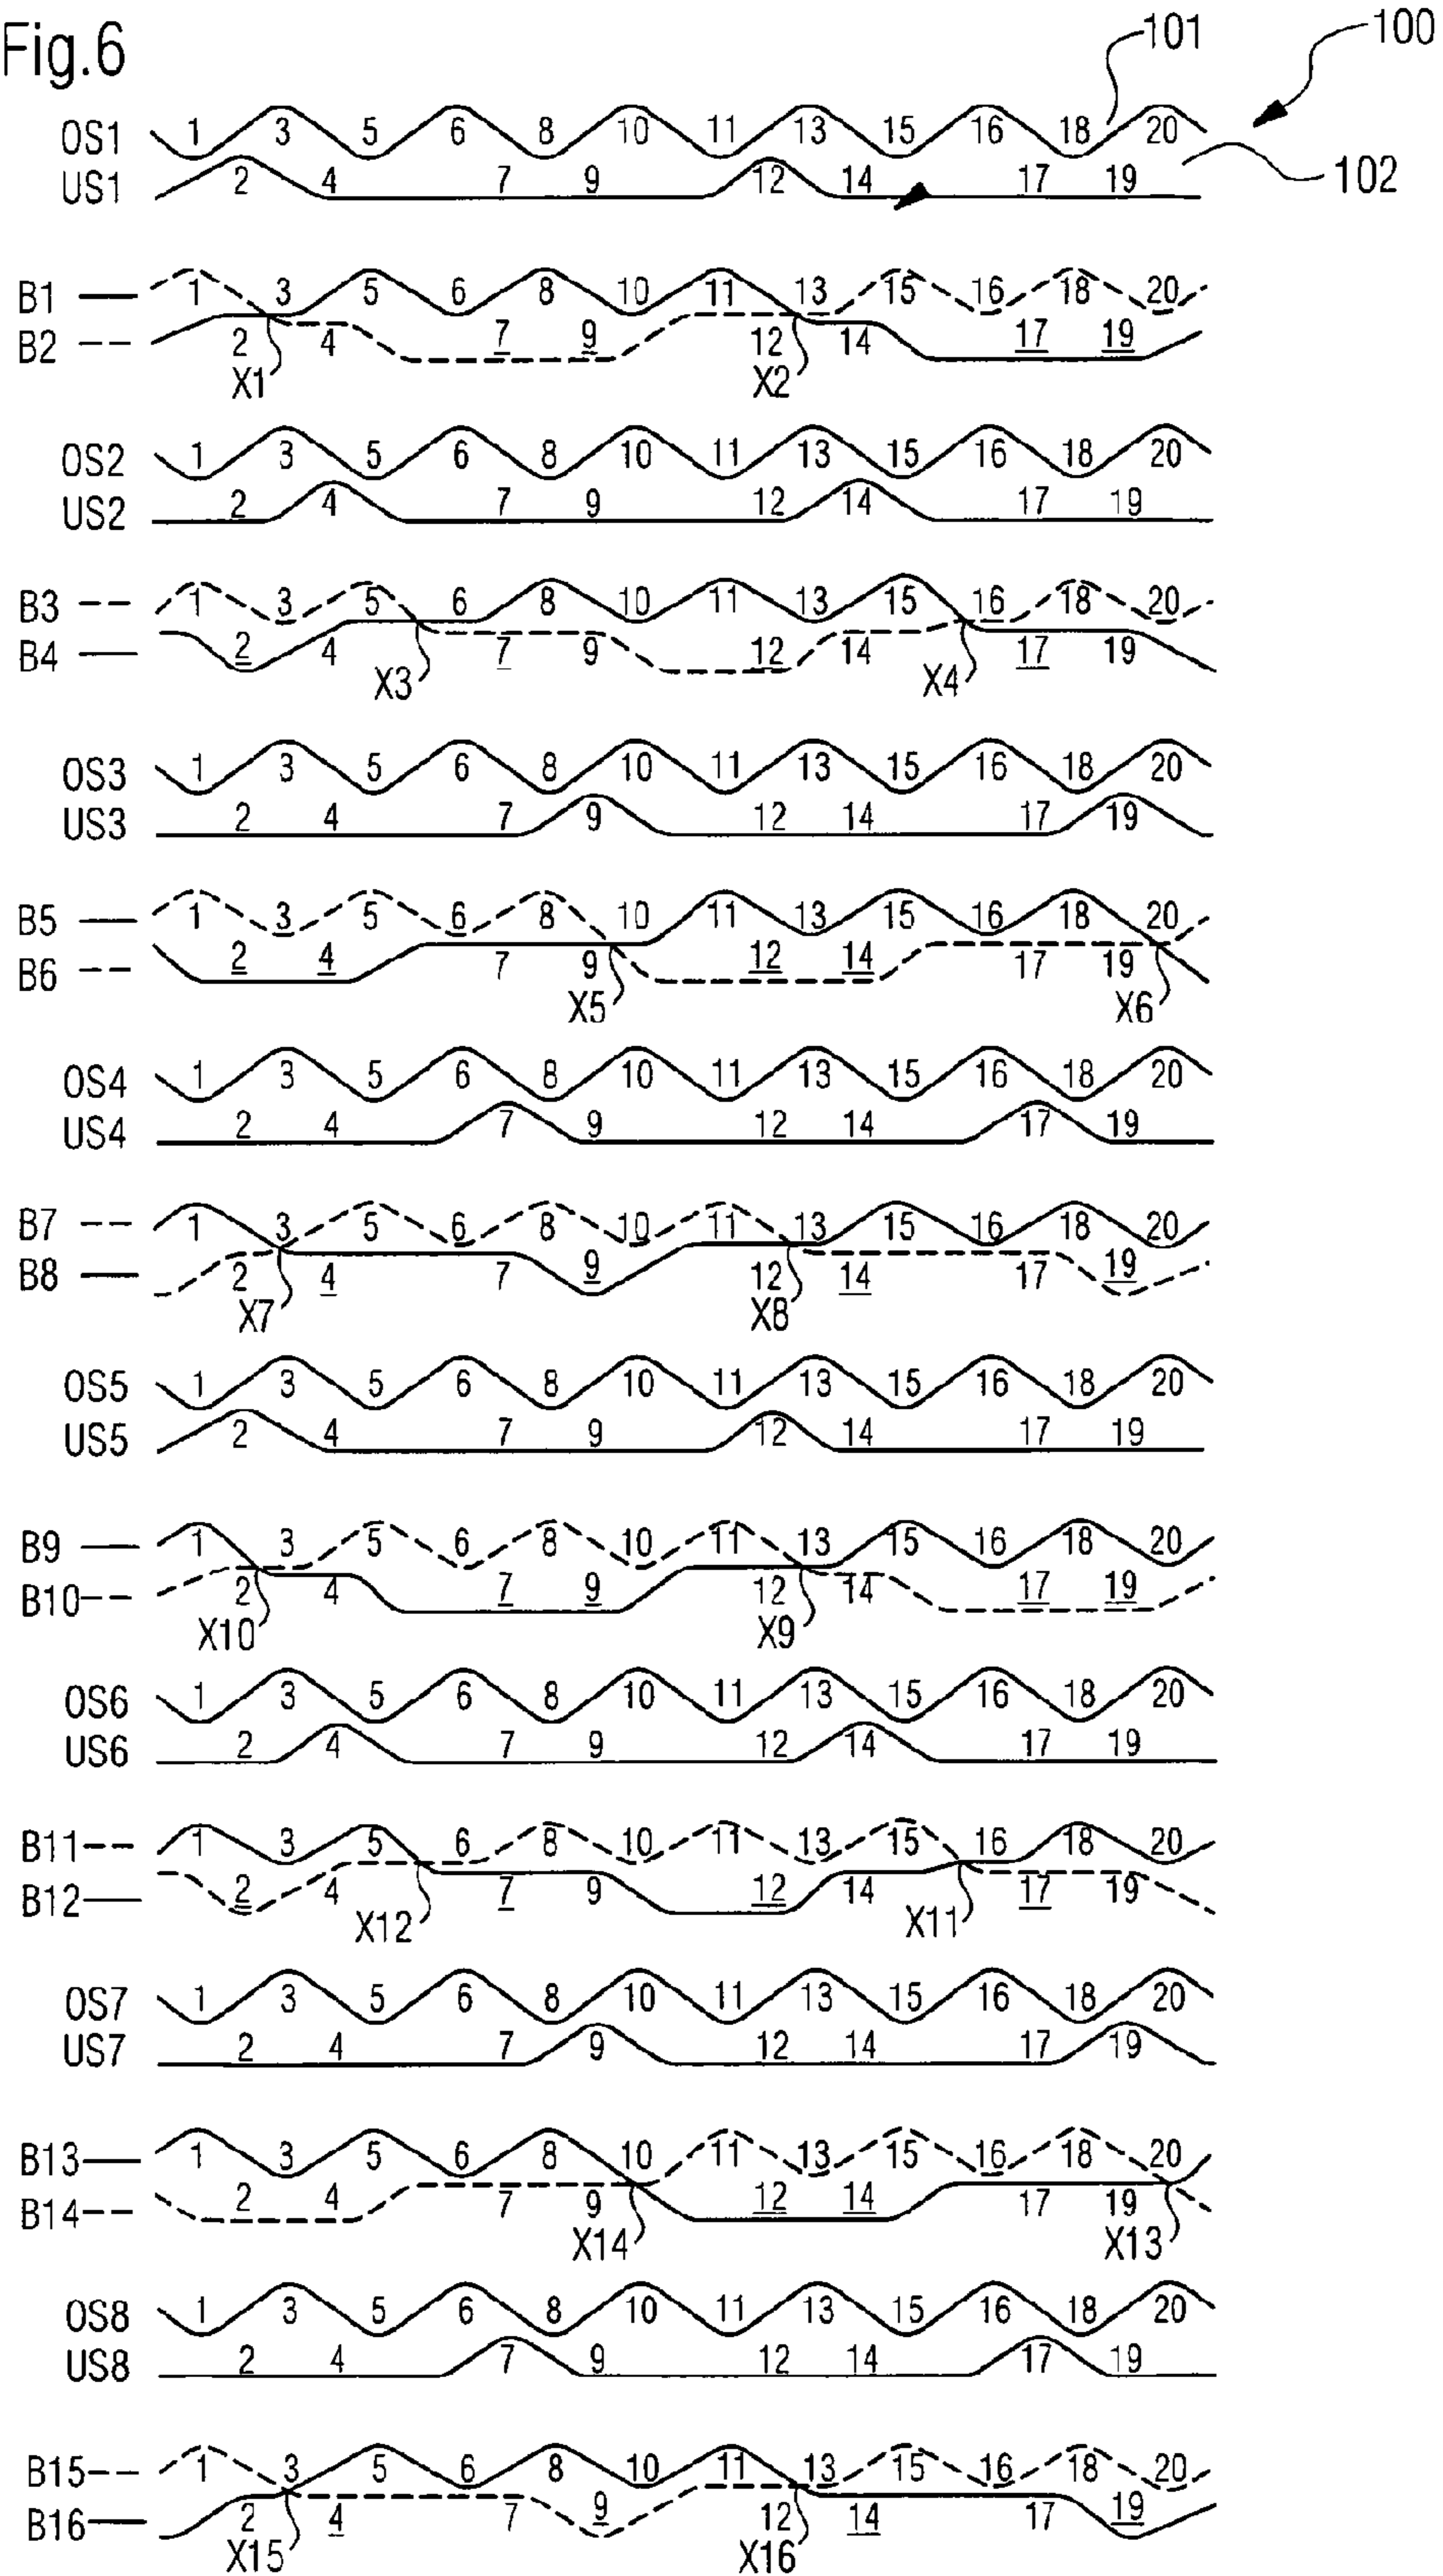 Fig.6
101
100
OS1 1 3 5 6 8 10 11 13 15 16 18 20
US1 2 4 7 9 12 14 17 19
102
B1 1 3 5 6 8 10 11 13 15 16 18 20
B2 2 4 7 9 12 14 17 19
X1 X2
OS2 1 3 5 6 8 10 11 13 15 16 18 20
US2 2 4 7 9 12 14 17 19
B3 1 3 5 6 8 10 11 13 15 16 18 20
B4 2 4 7 9 12 14 17 19
X3 X4
OS3 1 3 5 6 8 10 11 13 15 16 18 20
US3 2 4 7 9 12 14 17 19
B5 1 3 5 6 8 10 11 13 15 16 18 20
B6 2 4 7 9 12 14 17 19
X5 X6
OS4 1 3 5 6 8 10 11 13 15 16 18 20
US4 2 4 7 9 12 14 17 19
B7 1 3 5 6 8 10 11 13 15 16 18 20
B8 2 4 7 9 12 14 17 19
X7 X8
OS5 1 3 5 6 8 10 11 13 15 16 18 20
US5 2 4 7 9 12 14 17 19
B9 1 3 5 6 8 10 11 13 15 16 18 20
B10 2 4 7 9 12 14 17 19
X10 X9
OS6 1 3 5 6 8 10 11 13 15 16 18 20
US6 2 4 7 9 12 14 17 19
B11 1 3 5 6 8 10 11 13 15 16 18 20
B12 2 4 7 9 12 14 17 19
X12 X11
OS7 1 3 5 6 8 10 11 13 15 16 18 20
US7 2 4 7 9 12 14 17 19
B13 1 3 5 6 8 10 11 13 15 16 18 20
B14 2 4 7 9 12 14 17 19
X14 X13
OS8 1 3 5 6 8 10 11 13 15 16 18 20
US8 2 4 7 9 12 14 17 19
B15 1 3 5 6 8 10 11 13 15 16 18 20
B16 2 4 7 9 12 14 17 19
X15 X16